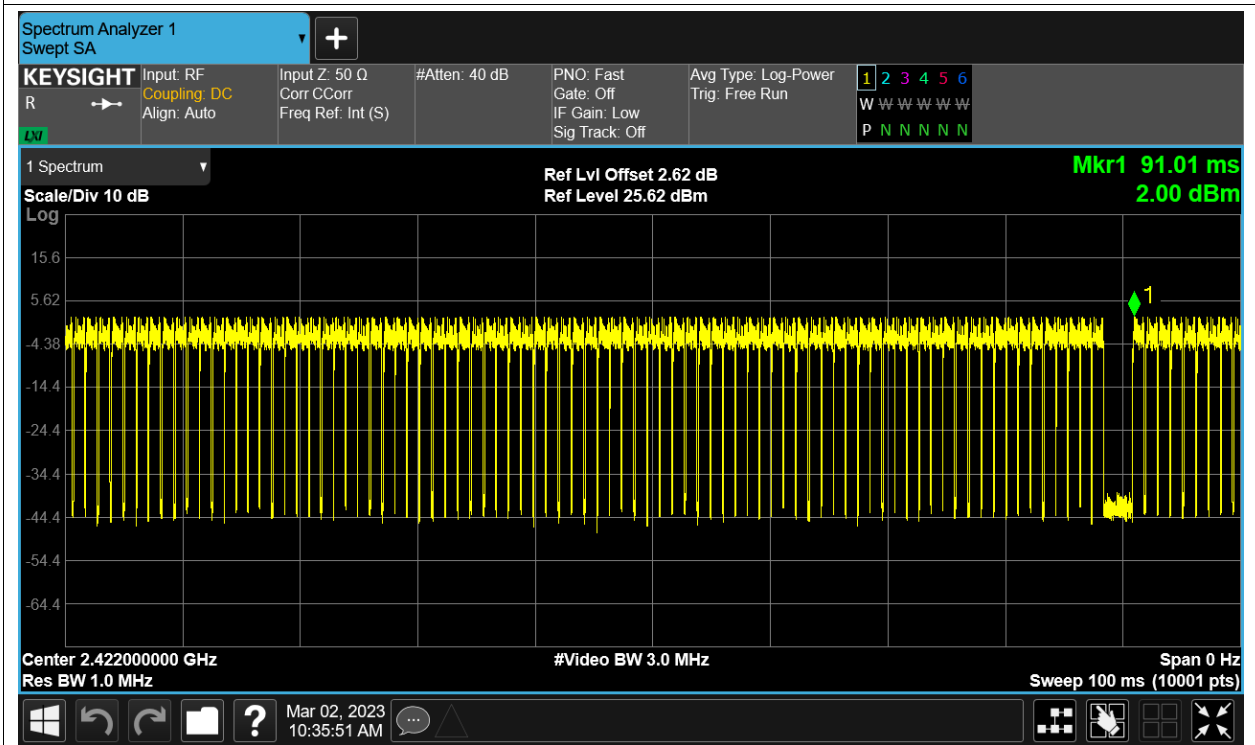 Spectrum Analyzer 1
Swept SA
KEYSIGHT
R
LXI
Input: RF
Coupling: DC
Align: Auto
Input Z: 50 Ω
Corr CCorr
Freq Ref: Int (S)
#Atten: 40 dB
PNO: Fast
Gate: Off
IF Gain: Low
Sig Track: Off
Avg Type: Log-Power
Trig: Free Run
1 2 3 4 5 6
W W W W W W
P N N N N N
1 Spectrum
Scale/Div 10 dB
Ref Lvl Offset 2.62 dB
Ref Level 25.62 dBm
Mkr1 91.01 ms
2.00 dBm
Log
15.6
5.62
-4.38
-14.4
-24.4
-34.4
-44.4
-54.4
-64.4
1
Center 2.422000000 GHz
#Video BW 3.0 MHz
Span 0 Hz
Res BW 1.0 MHz
Sweep 100 ms (10001 pts)
?
Mar 02, 2023
10:35:51 AM